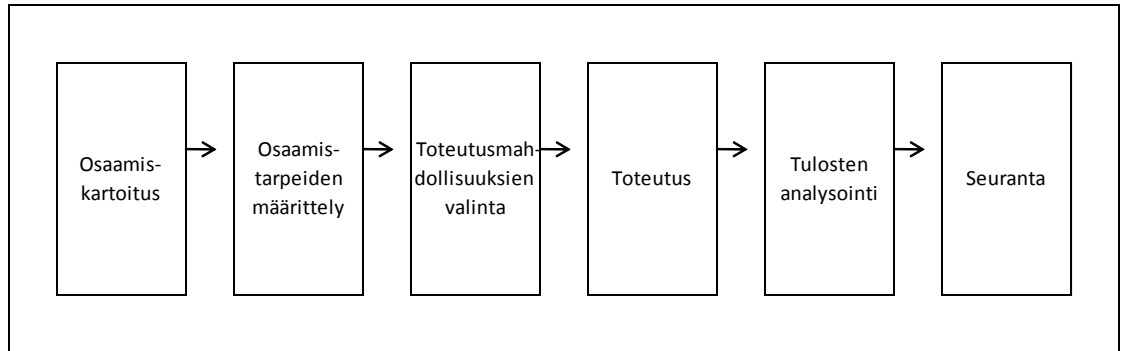 Osaamis-
kartoitus
Osaamis-
tarpeiden
määrittely
Toteutusmah-
dollisuuksien
valinta
Toteutus
Tulosten
analysointi
Seuranta